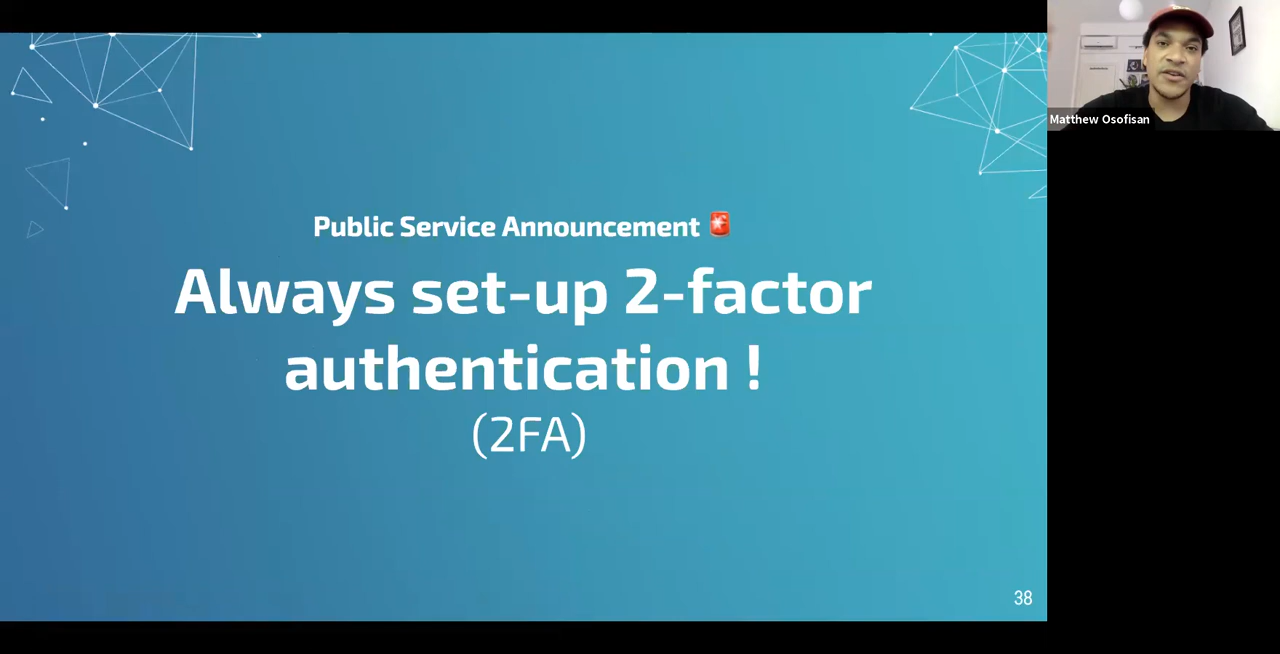 Public Service Announcement 🚨
Always set-up 2-factor
authentication !
(2FA)
38
Matthew Osofisan